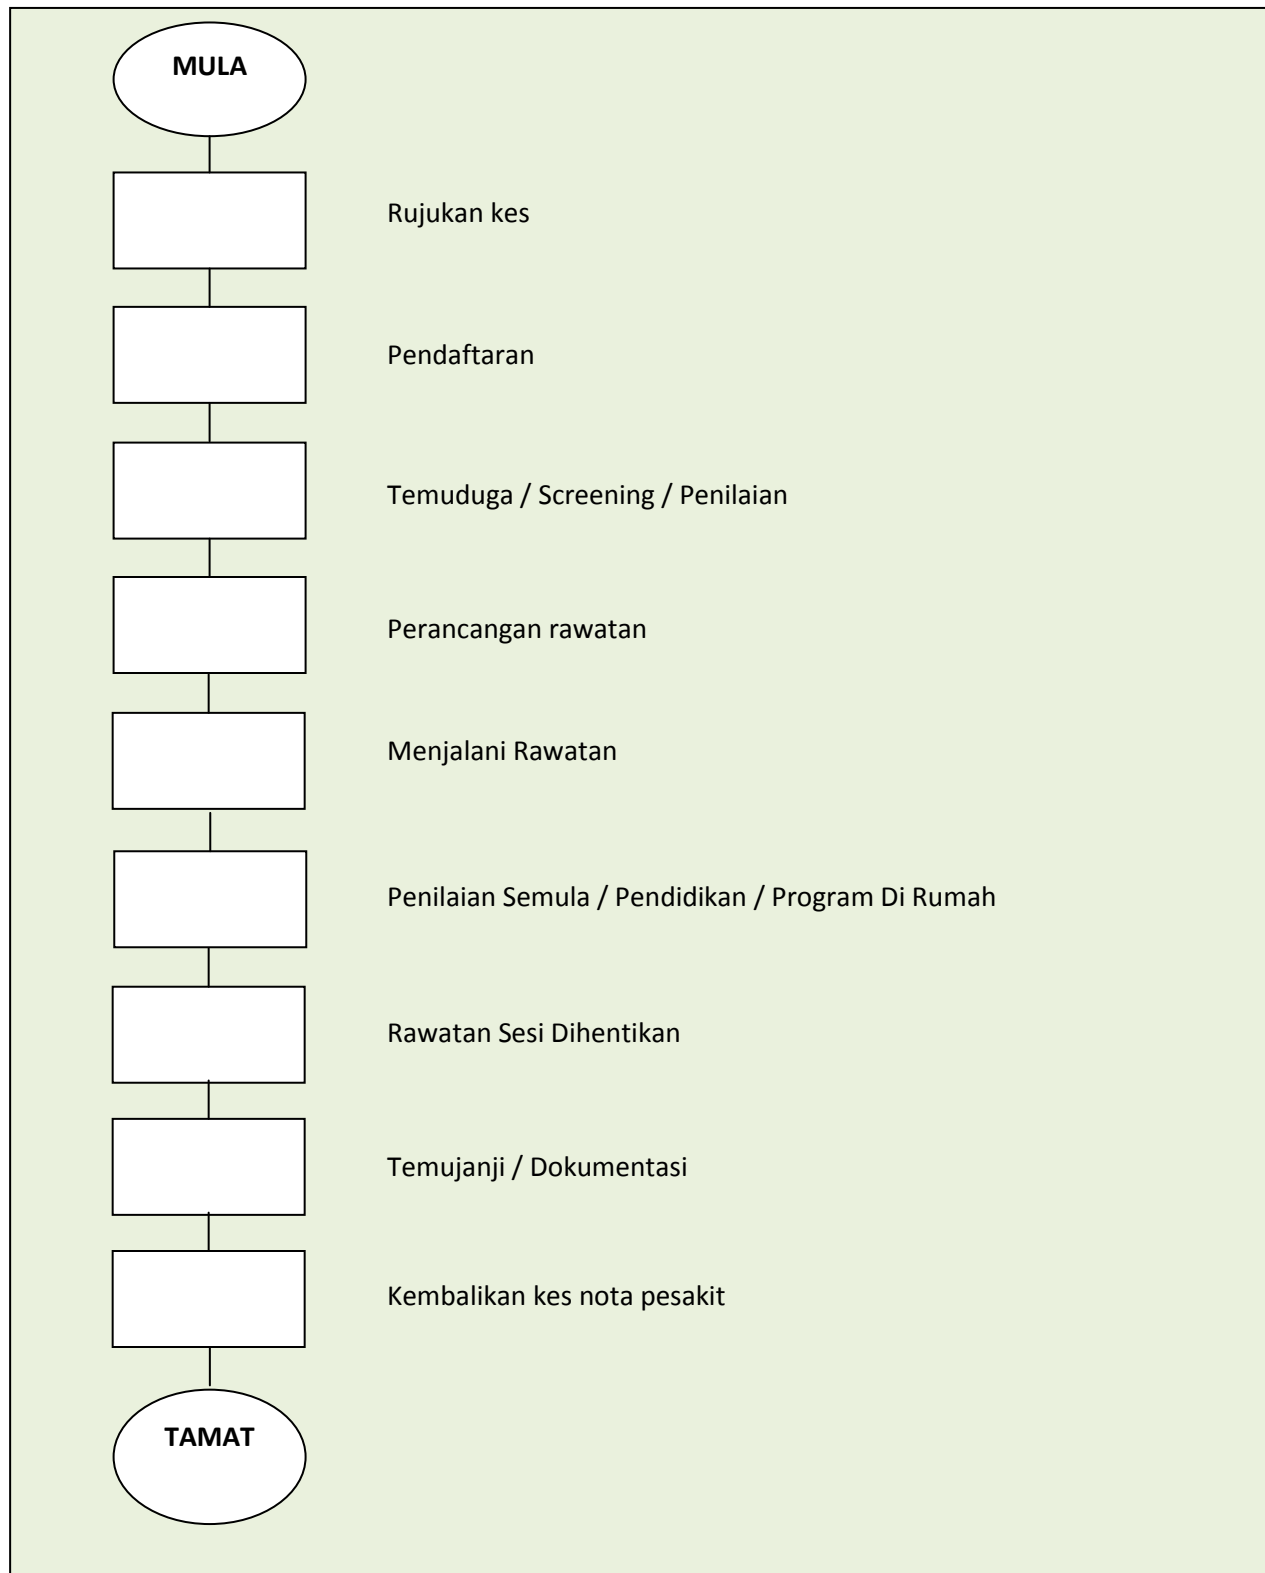 MULA
Rujukan kes
Pendaftaran
Temuduga / Screening / Penilaian
Perancangan rawatan
Menjalani Rawatan
Penilaian Semula / Pendidikan / Program Di Rumah
Rawatan Sesi Dihentikan
Temujanji / Dokumentasi
Kembalikan kes nota pesakit
TAMAT